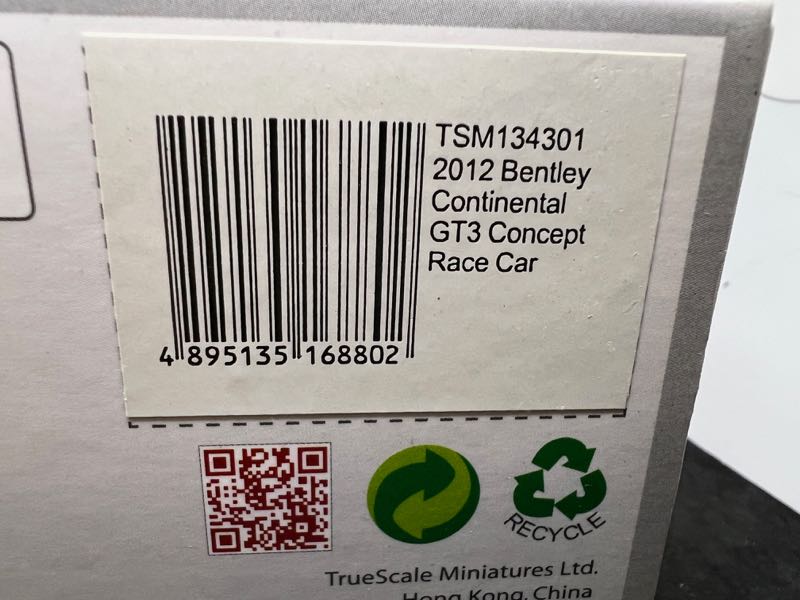 TSM134301
2012 Bentley
Continental
GT3 Concept
Race Car
4 895135 168802
RECYCLE
TrueScale Miniatures Ltd.
Hong Kong, China